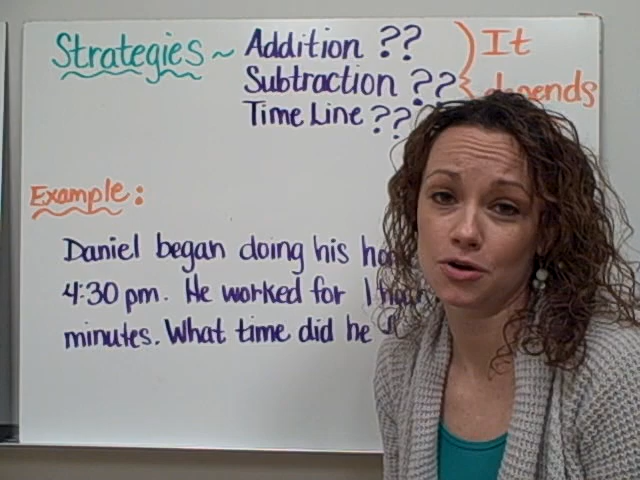 Strategies ~ Addition ?? ) It
Subtraction ?? depends
Time Line ??
Example:
Daniel began doing his
4:30 pm. He worked for 1
minutes. What time did he